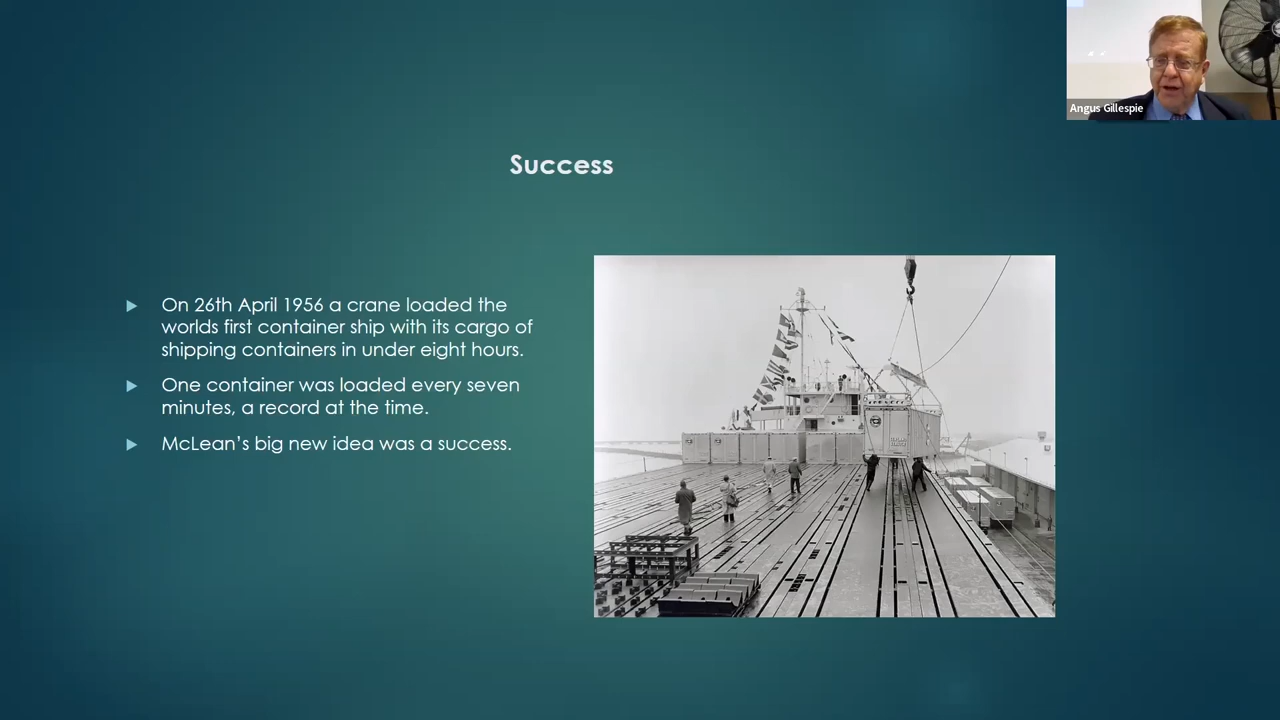 Angus Gillespie
Success
On 26th April 1956 a crane loaded the
worlds first container ship with its cargo of
shipping containers in under eight hours.
One container was loaded every seven
minutes, a record at the time.
McLean's big new idea was a success.